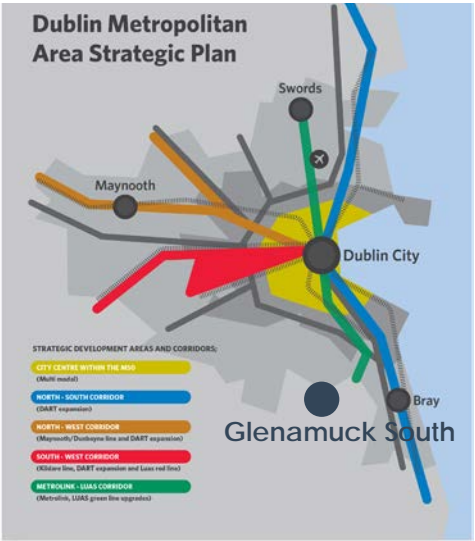 Dublin Metropolitan
Area Strategic Plan
Swords
Maynooth
Dublin City
STRATEGIC DEVELOPMENT AREAS AND CORRIDORS;
CITY CENTRE WITHIN THE M50
(Multi modal)
NORTH - SOUTH CORRIDOR
(DART expansion)
Bray
NORTH - WEST CORRIDOR
(Maynooth/Dunboyne line and DART expansion)
Glenamuck South
SOUTH - WEST CORRIDOR
(Kildare line, DART expansion and Luas red line)
METROLINK - LUAS CORRIDOR
(Metrolink, LUAS green line upgrades)